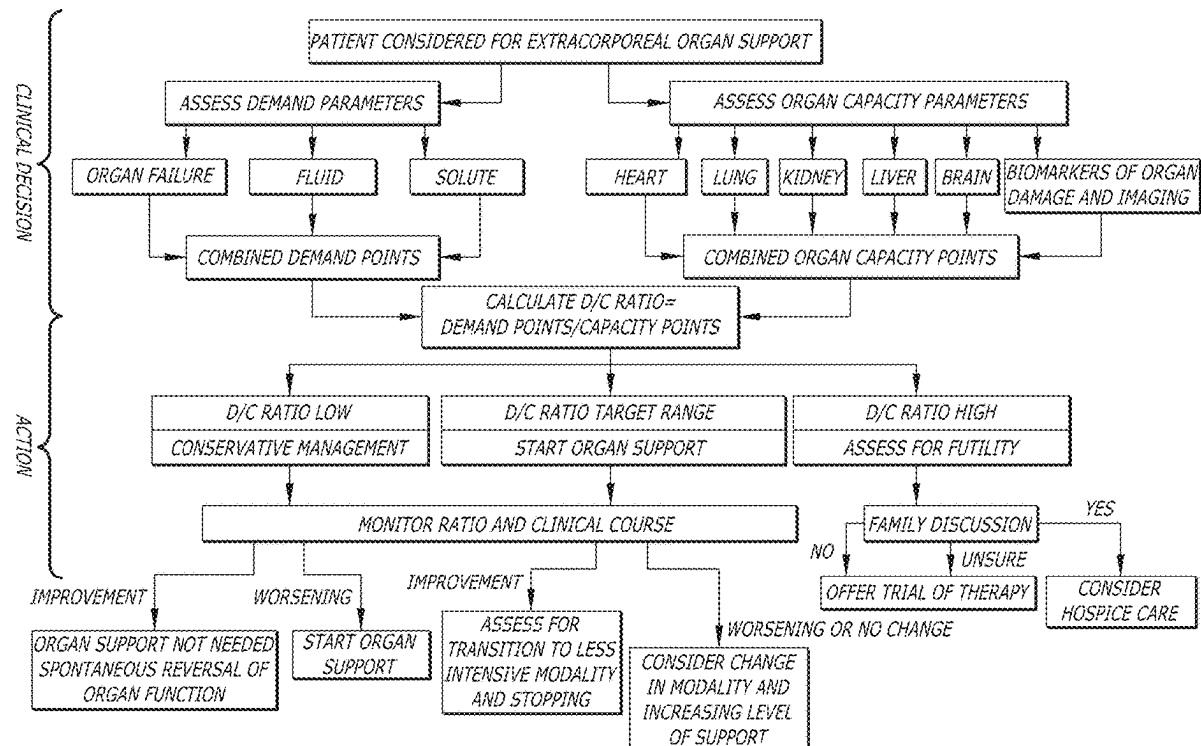 PATIENT CONSIDERED FOR EXTRACORPOREAL ORGAN SUPPORT
CLINICAL DECISION
ASSESS DEMAND PARAMETERS
ASSESS ORGAN CAPACITY PARAMETERS
ORGAN FAILURE
FLUID
SOLUTE
HEART
LUNG
KIDNEY
LIVER
BRAIN
BIOMARKERS OF ORGAN
DAMAGE AND IMAGING
COMBINED DEMAND POINTS
COMBINED ORGAN CAPACITY POINTS
CALCULATE D/C RATIO=
DEMAND POINTS/CAPACITY POINTS
ACTION
D/C RATIO LOW
CONSERVATIVE MANAGEMENT
D/C RATIO TARGET RANGE
START ORGAN SUPPORT
D/C RATIO HIGH
ASSESS FOR FUTILITY
MONITOR RATIO AND CLINICAL COURSE
FAMILY DISCUSSION
YES
NO
UNSURE
OFFER TRIAL OF THERAPY
CONSIDER
HOSPICE CARE
IMPROVEMENT
WORSENING
IMPROVEMENT
WORSENING OR NO CHANGE
ORGAN SUPPORT NOT NEEDED
SPONTANEOUS REVERSAL OF
ORGAN FUNCTION
START ORGAN
SUPPORT
ASSESS FOR
TRANSITION TO LESS
INTENSIVE MODALITY
AND STOPPING
CONSIDER CHANGE
IN MODALITY AND
INCREASING LEVEL
OF SUPPORT